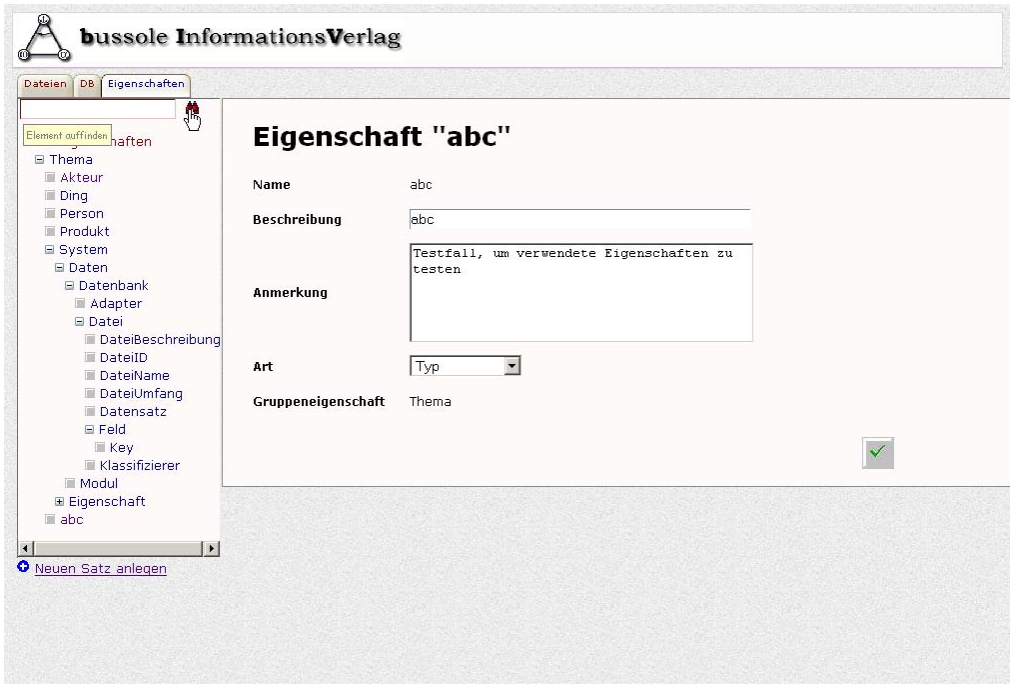 bussole InformationsVerlag
Dateien DB Eigenschaften
Element auffinden
haften
Thema
Akteur
Ding
Person
Produkt
System
Daten
Datenbank
Adapter
Datei
DateiBeschreibung
DateiID
DateiName
DateiUmfang
Datensatz
Feld
Key
Klassifizierer
Modul
Eigenschaft
abc
Neuen Satz anlegen
Eigenschaft "abc"
Name abc
Beschreibung abc
Anmerkung Testfall, um verwendete Eigenschaften zu
testen
Art Typ
Gruppeneigenschaft Thema